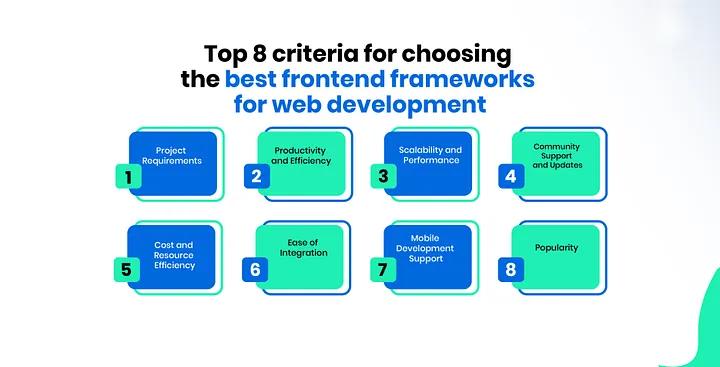 Top 8 criteria for choosing
the best frontend frameworks
for web development
Project
Requirements
1
Productivity
and Efficiency
2
Scalability and
Performance
3
Community
Support
and Updates
4
Cost and
Resource
Efficiency
5
Ease of
Integration
6
Mobile
Development
Support
7
Popularity
8